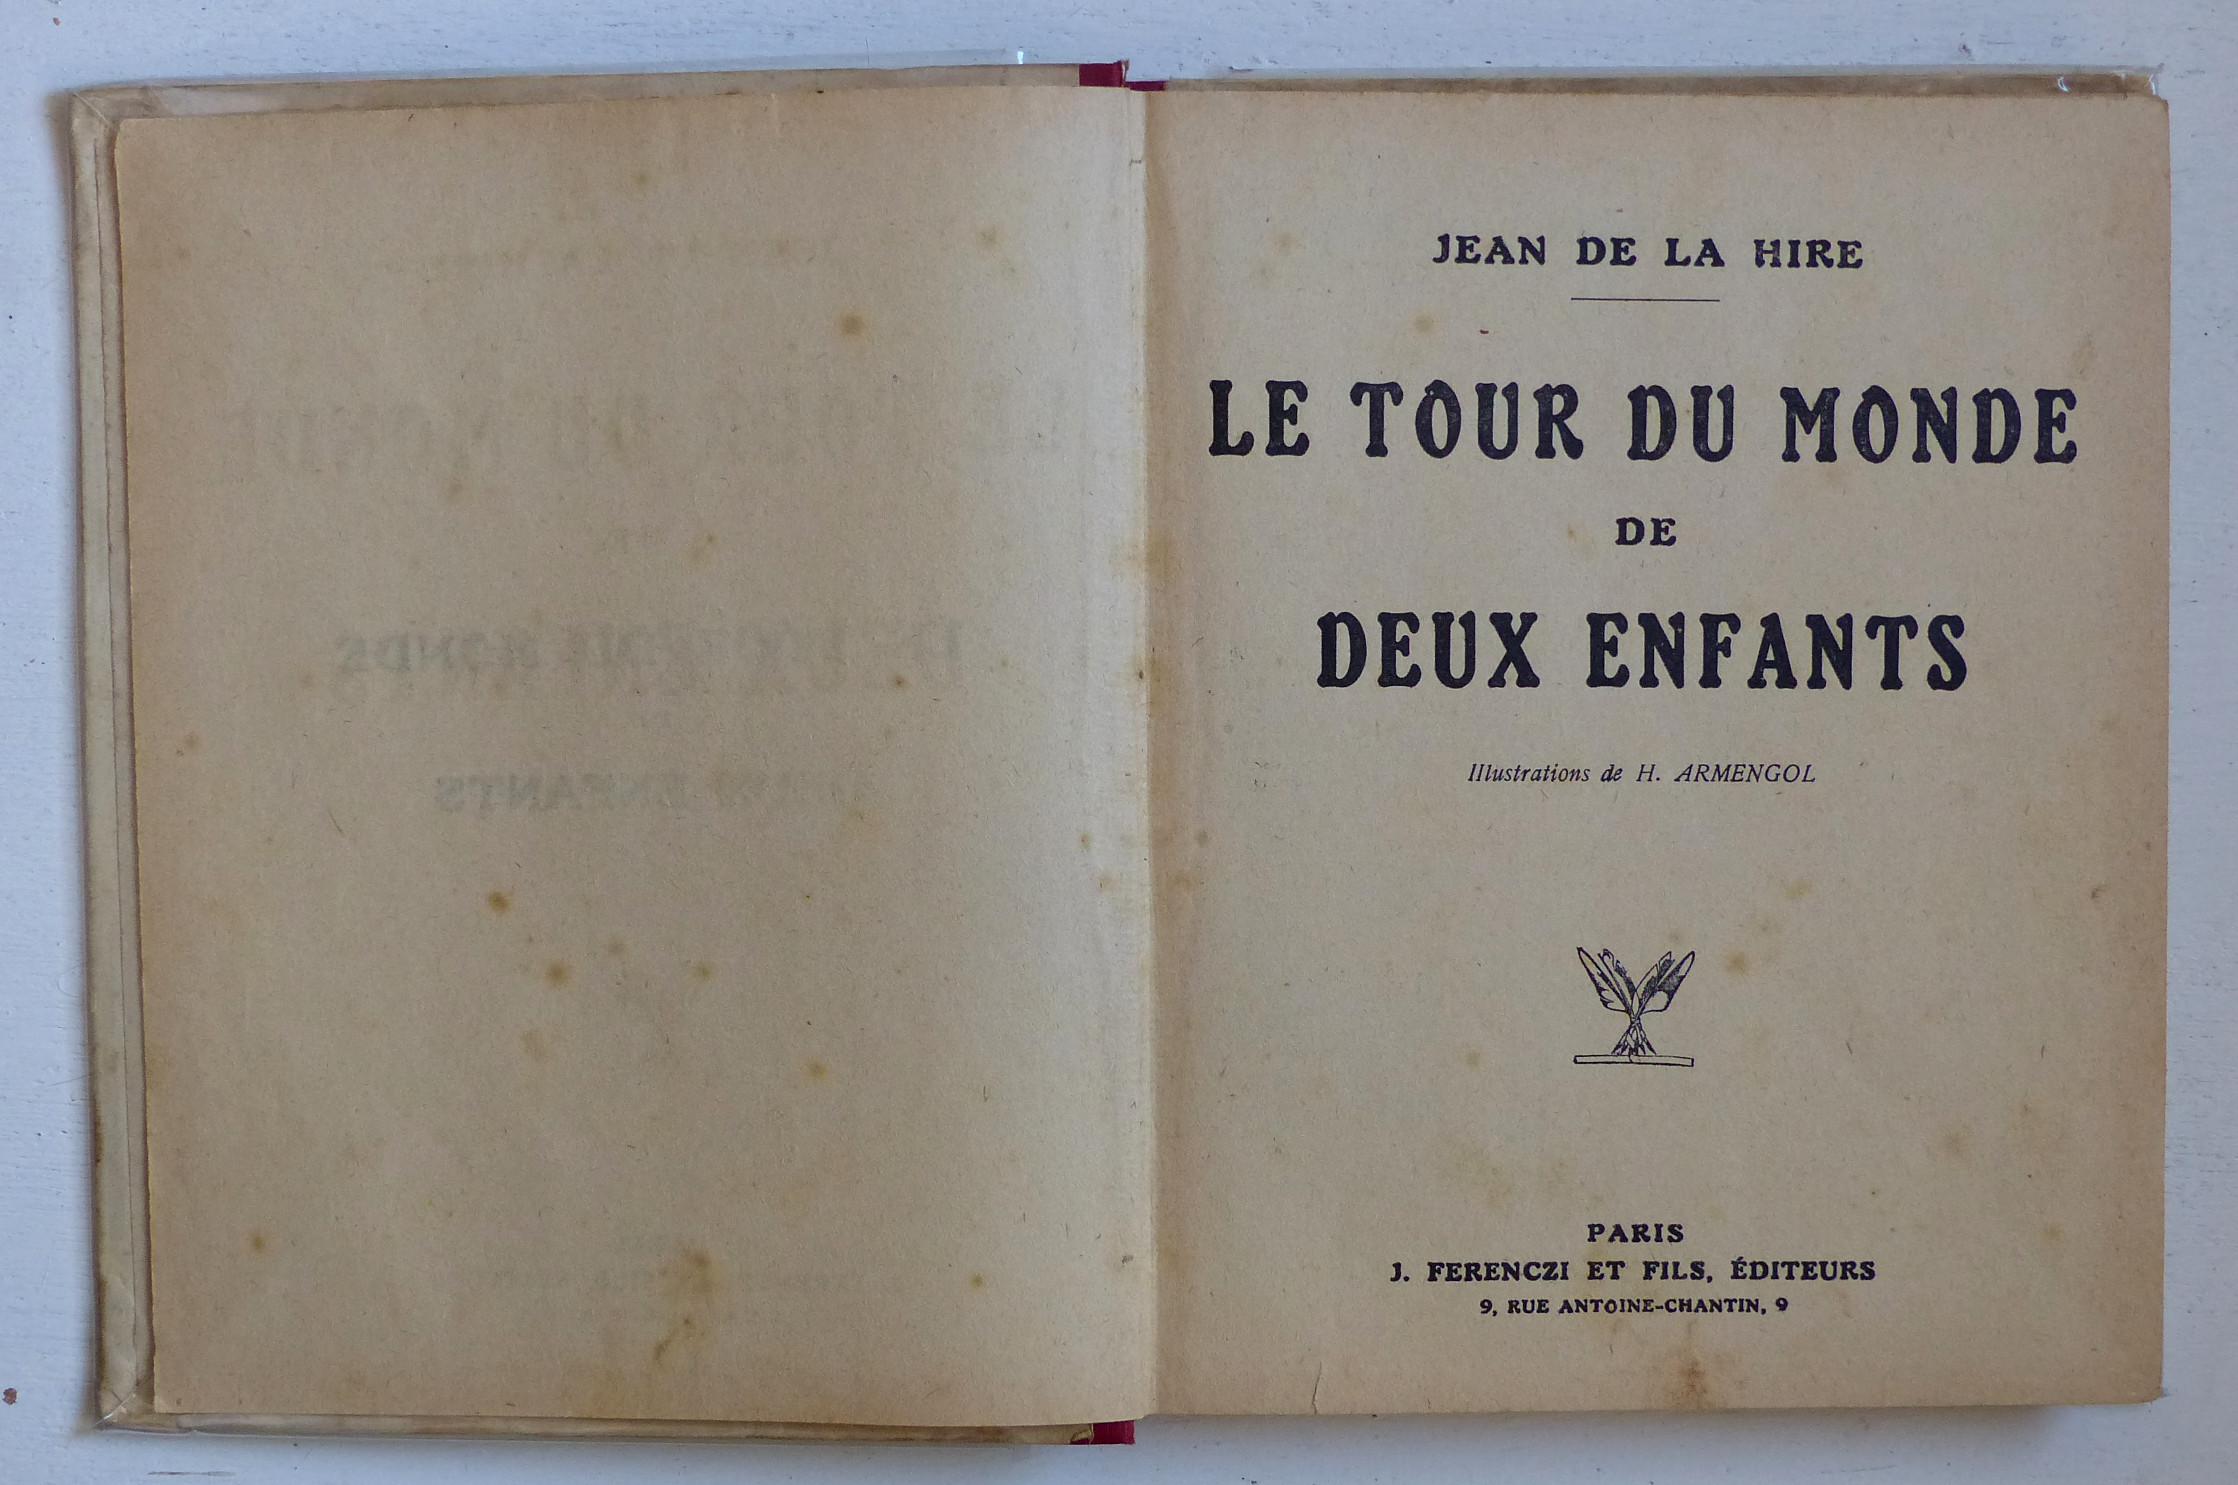 JEAN DE LA HIRE
LE TOUR DU MONDE
DE
DEUX ENFANTS
Illustrations de H. ARMENGOL
PARIS
J. FERENCZI ET FILS, ÉDITEURS
9, RUE ANTOINE-CHANTIN, 9